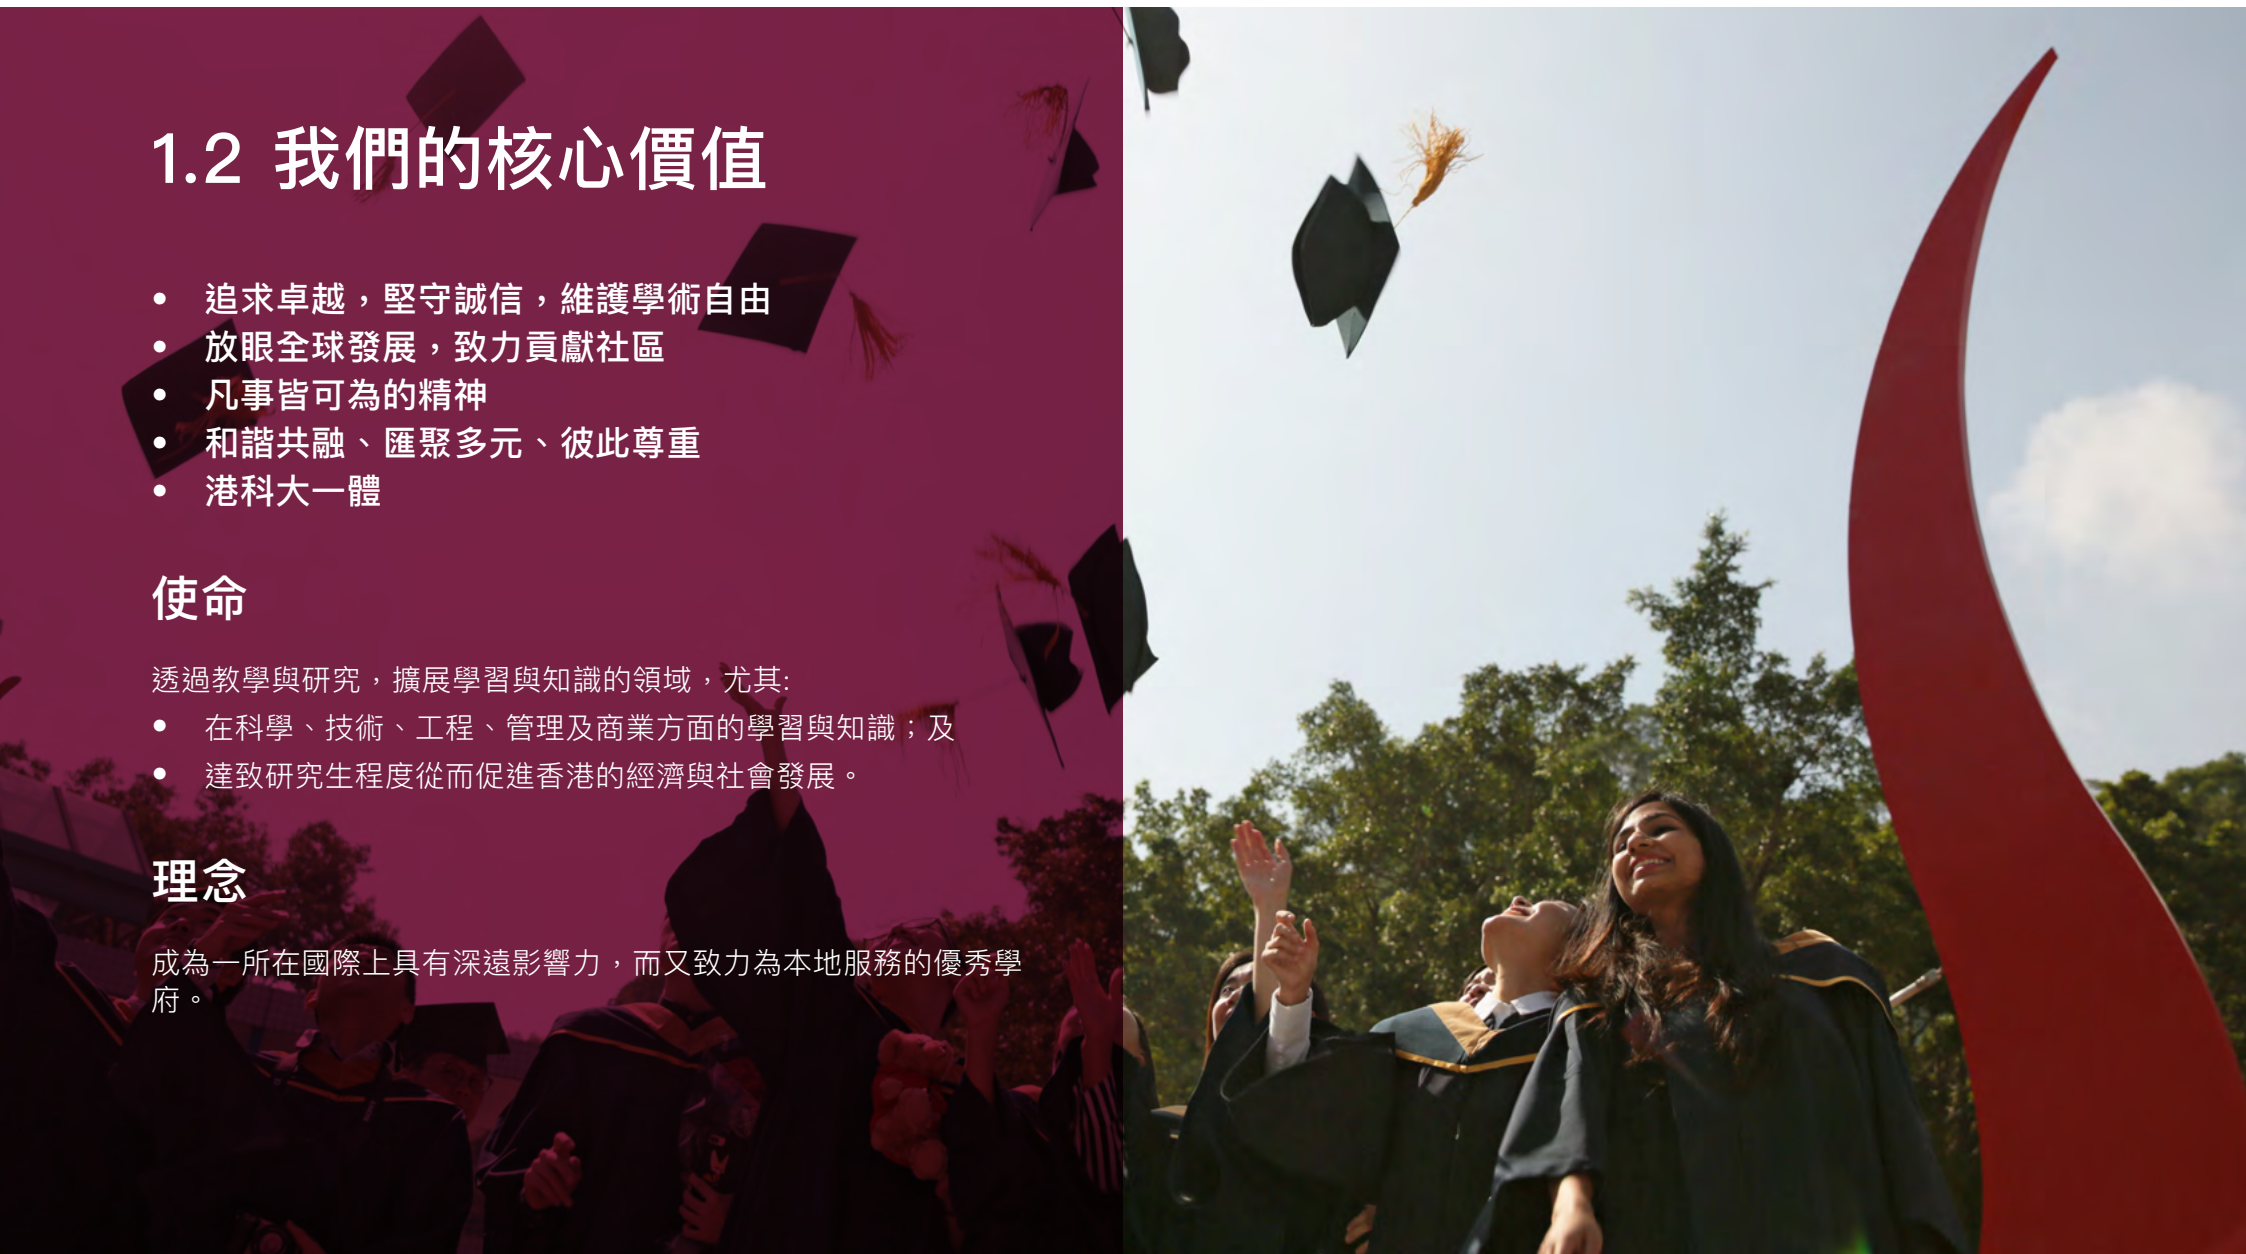 1.2 我們的核心價值
• 追求卓越，堅守誠信，維護學術自由
• 放眼全球發展，致力貢獻社區
• 凡事皆可為的精神
• 和諧共融、匯聚多元、彼此尊重
• 港科大一體
使命
透過教學與研究，擴展學習與知識的領域，尤其:
• 在科學、技術、工程、管理及商業方面的學習與知識；及
• 達致研究生程度從而促進香港的經濟與社會發展。
理念
成為一所在國際上具有深遠影響力，而又致力為本地服務的優秀學
府。